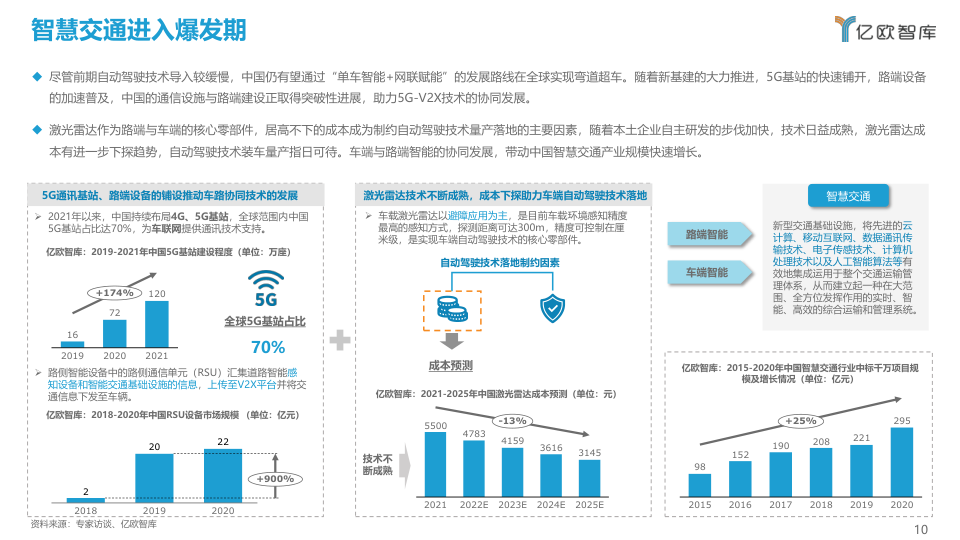 智慧交通进入爆发期
亿欧智库
尽管前期自动驾驶技术导入较缓慢，中国仍有望通过“单车智能+网联赋能”的发展路线在全球实现弯道超车。随着新基建的大力推进，5G基站的快速铺开，路端设备
的加速普及，中国的通信设施与路端建设正取得突破性进展，助力5G-V2X技术的协同发展。
激光雷达作为路端与车端的核心零部件，居高不下的成本成为制约自动驾驶技术量产落地的主要因素，随着本土企业自主研发的步伐加快，技术日益成熟，激光雷达成
本有进一步下探趋势，自动驾驶技术装车量产指日可待。车端与路端智能的协同发展，带动中国智慧交通产业规模快速增长。
5G通讯基站、路端设备的铺设推动车路协同技术的发展
2021年以来，中国持续布局4G、5G基站，全球范围内中国
5G基站占比达70%，为车联网提供通讯技术支持。
亿欧智库：2019-2021年中国5G基站建设程度（单位：万座）
+174%
16
72
120
2019
2020
2021
5G
全球5G基站占比
70%
路侧智能设备中的路侧通信单元（RSU）汇集道路智能感
知设备和智能交通基础设施的信息，上传至V2X平台并将交
通信息下发至车辆。
亿欧智库：2018-2020年中国RSU设备市场规模 （单位：亿元）
2
20
22
+900%
2018
2019
2020
激光雷达技术不断成熟，成本下探助力车端自动驾驶技术落地
车载激光雷达以避障应用为主，是目前车载环境感知精度
最高的感知方式，探测距离可达300m，精度可控制在厘
米级，是实现车端自动驾驶技术的核心零部件。
自动驾驶技术落地制约因素
成本预测
亿欧智库：2021-2025年中国激光雷达成本预测（单位：元）
-13%
5500
4783
4159
3616
3145
技术不
断成熟
2021
2022E
2023E
2024E
2025E
路端智能
车端智能
智慧交通
新型交通基础设施，将先进的云
计算、移动互联网、数据通讯传
输技术、电子传感技术、计算机
处理技术以及人工智能算法等有
效地集成运用于整个交通运输管
理体系，从而建立起一种在大范
围、全方位发挥作用的实时、智
能、高效的综合运输和管理系统。
亿欧智库：2015-2020年中国智慧交通行业中标千万项目规
模及增长情况（单位：亿元）
+25%
98
152
190
208
221
295
2015
2016
2017
2018
2019
2020
资料来源：专家访谈、亿欧智库
10